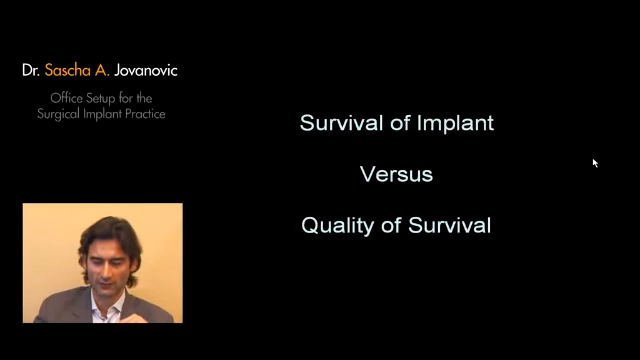 Dr. Sascha A. Jovanovic
Office Setup for the
Surgical Implant Practice
Survival of Implant
Versus
Quality of Survival